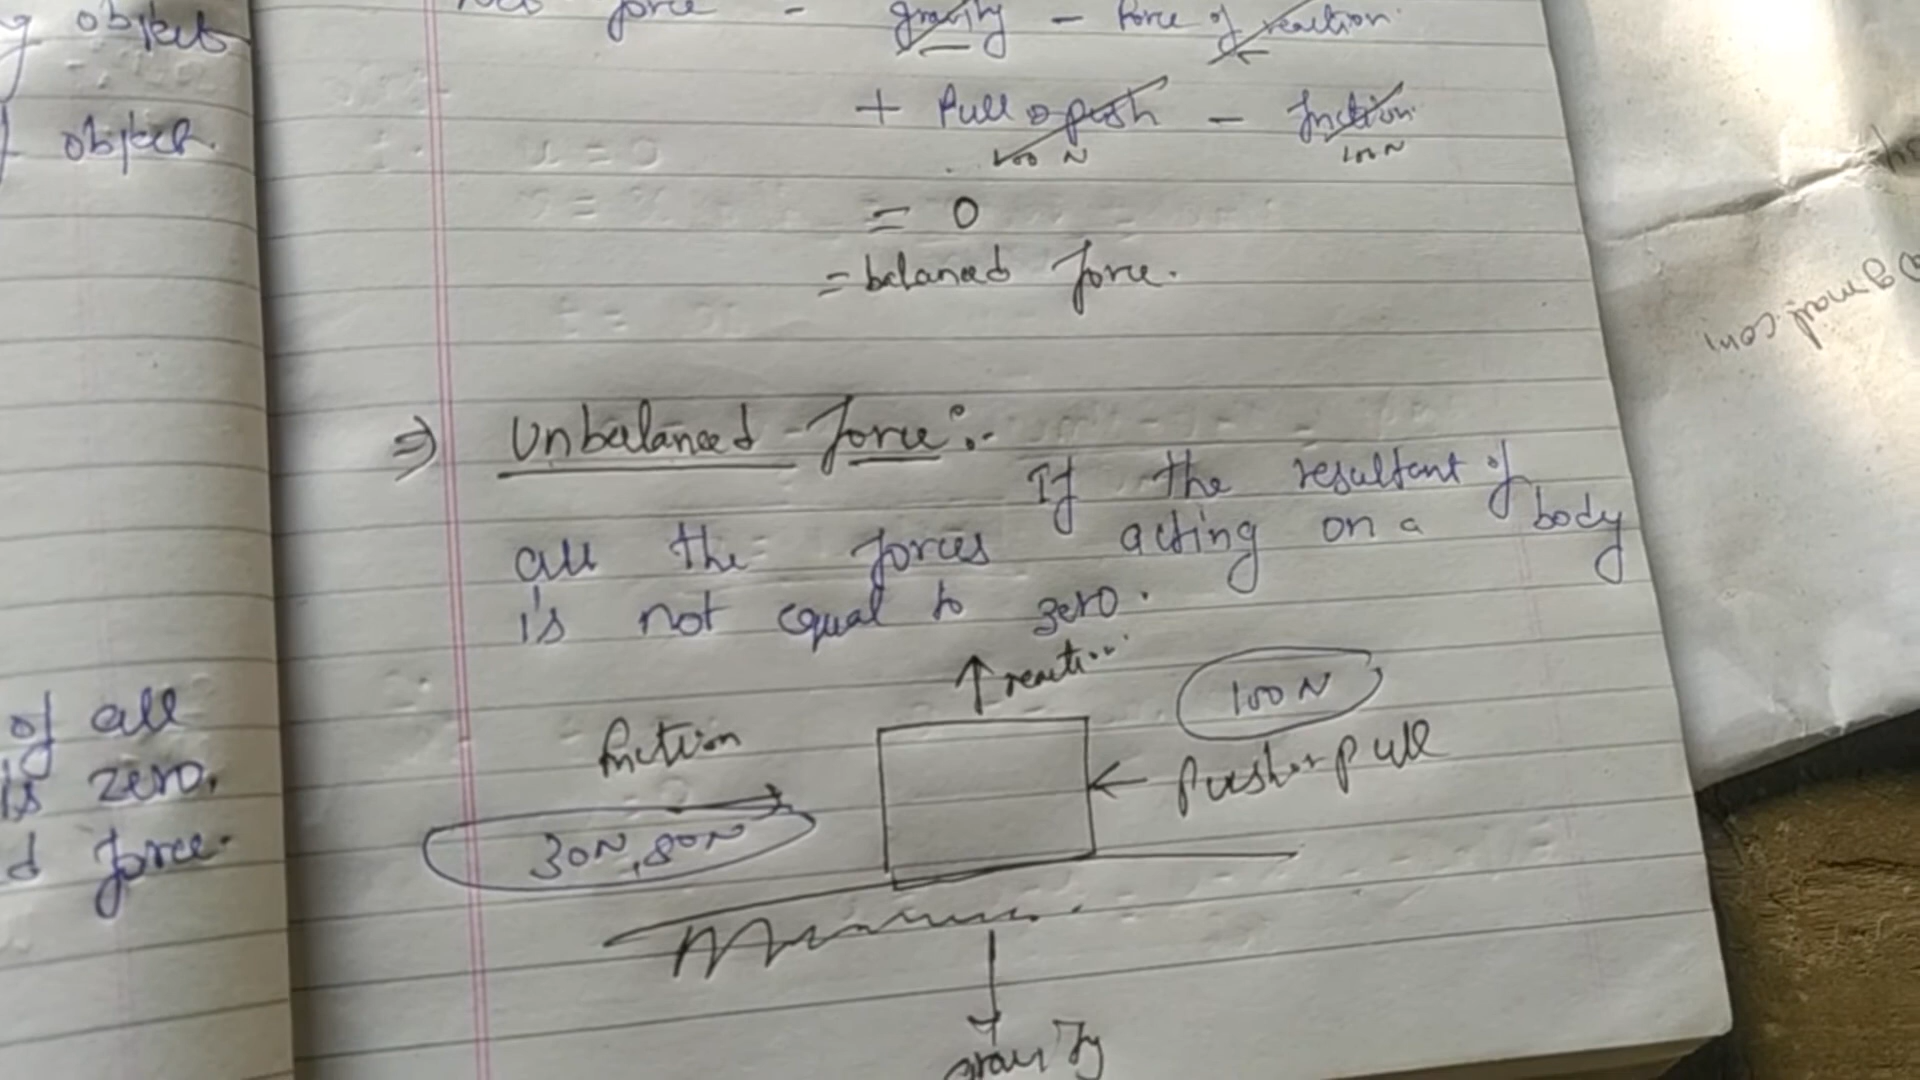 g object
object.
of all
is zero.
d force.
force - gravity - force of reaction.
+ Pull or push - friction.
100 N 100 N
= 0
= balanced force.
⇒ Unbalanced force :-
If the resultant of
all the forces acting on a body
is not equal to zero.
reaction
100 N
friction
push or pull
30N, 80N
gravity
@gmail.com